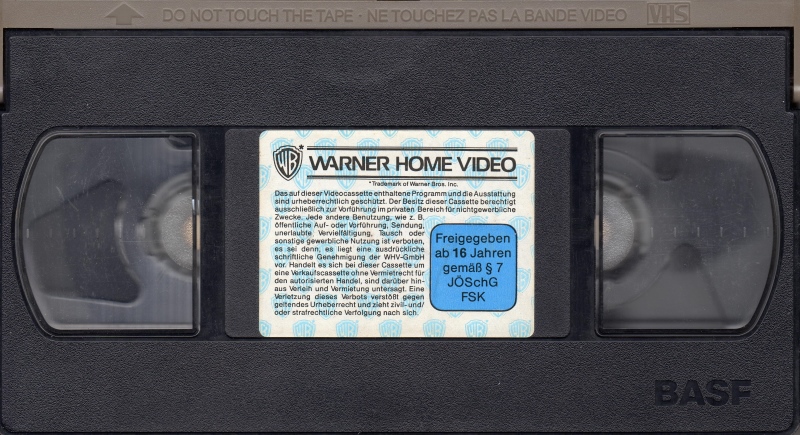 DO NOT TOUCH THE TAPE · NE TOUCHEZ PAS LA BANDE VIDEO VHS
WB * WARNER HOME VIDEO
*Trademark of Warner Bros. Inc.
Das auf dieser Videocassette enthaltene Programm und die Ausstattung
sind urheberrechtlich geschützt. Der Besitz dieser Cassette berechtigt
ausschließlich zur Vorführung im privaten Bereich für nichtgewerbliche
Zwecke. Jede andere Benutzung, wie z. B.
öffentliche Auf- oder Vorführung, Sendung,
unerlaubte Vervielfältigung, Tausch oder
sonstige gewerbliche Nutzung ist verboten,
es sei denn, es liegt eine ausdrückliche
schriftliche Genehmigung der WHV-GmbH
vor. Handelt es sich bei dieser Cassette um
eine Verkaufscassette ohne Vermietrecht für
den autorisierten Handel, sind darüber hin-
aus Verleih und Vermietung untersagt. Eine
Verletzung dieses Verbots verstößt gegen
geltendes Urheberrecht und zieht zivil- und/
oder strafrechtliche Verfolgung nach sich.
Freigegeben
ab 16 Jahren
gemäß § 7
JÖSchG
FSK
BASF